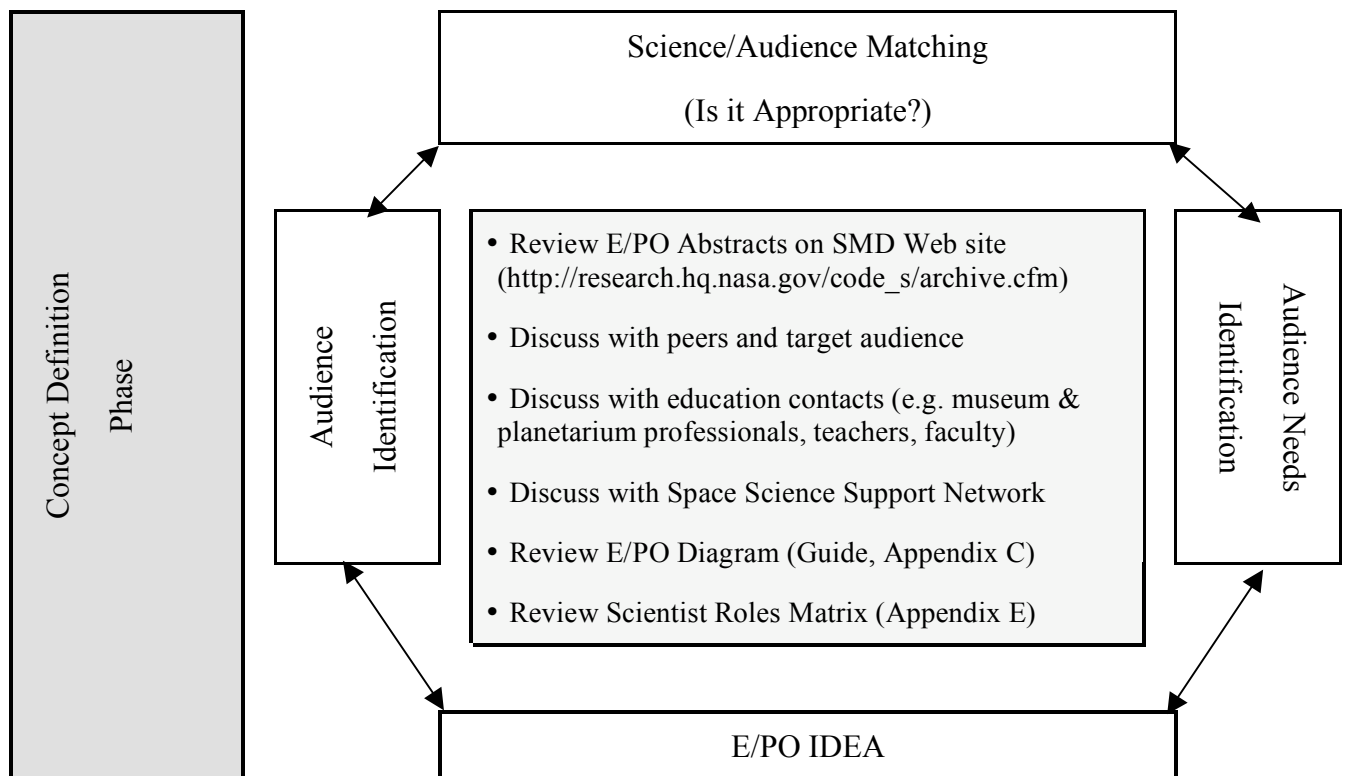 Concept Definition
Phase
Science/Audience Matching
(Is it Appropriate?)
Audience
Identification
• Review E/PO Abstracts on SMD Web site
(http://research.hq.nasa.gov/code_s/archive.cfm)
• Discuss with peers and target audience
• Discuss with education contacts (e.g. museum &
planetarium professionals, teachers, faculty)
• Discuss with Space Science Support Network
• Review E/PO Diagram (Guide, Appendix C)
• Review Scientist Roles Matrix (Appendix E)
Audience Needs
Identification
E/PO IDEA